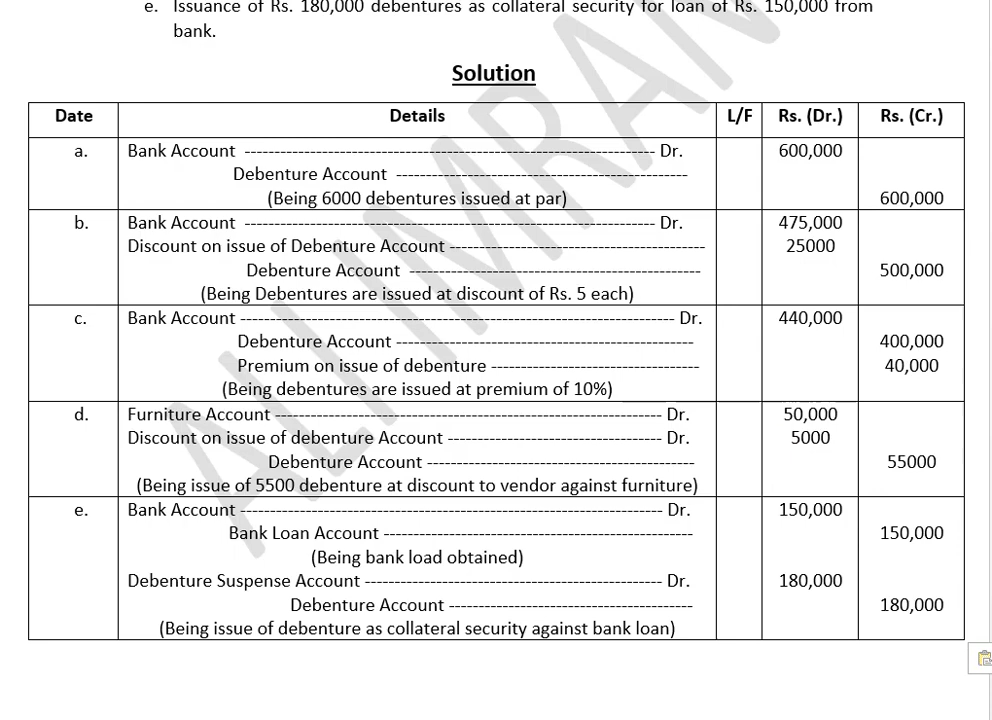 e. Issuance of Rs. 180,000 debentures as collateral security for loan of Rs. 150,000 from
bank.
Solution
Date Details L/F Rs. (Dr.) Rs. (Cr.)
a. Bank Account ---------------------------------------------------------------------- Dr. 600,000
Debenture Account --------------------------------------------------
(Being 6000 debentures issued at par) 600,000
b. Bank Account ---------------------------------------------------------------------- Dr. 475,000
Discount on issue of Debenture Account -------------------------------------------- 25000
Debenture Account -------------------------------------------------- 500,000
(Being Debentures are issued at discount of Rs. 5 each)
c. Bank Account -------------------------------------------------------------------------- Dr. 440,000
Debenture Account --------------------------------------------------- 400,000
Premium on issue of debenture ------------------------------------ 40,000
(Being debentures are issued at premium of 10%)
d. Furniture Account ------------------------------------------------------------------ Dr. 50,000
Discount on issue of debenture Account ------------------------------------- Dr. 5000
Debenture Account ---------------------------------------------- 55000
(Being issue of 5500 debenture at discount to vendor against furniture)
e. Bank Account ------------------------------------------------------------------------ Dr. 150,000
Bank Loan Account ----------------------------------------------------- 150,000
(Being bank load obtained)
Debenture Suspense Account --------------------------------------------------- Dr. 180,000
Debenture Account ------------------------------------------ 180,000
(Being issue of debenture as collateral security against bank loan)
ALI IMRAN